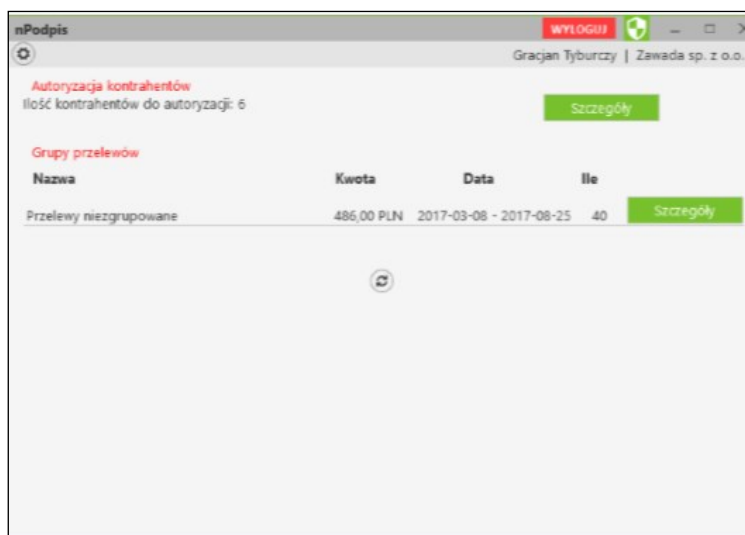 nPodpis WYLOGUJ
Gracjan Tyburczy | Zawada sp. z o.o.
Autoryzacja kontrahentów
Ilość kontrahentów do autoryzacji: 6 Szczegóły
Grupy przelewów
Nazwa Kwota Data Ile
Przelewy niezgrupowane 486,00 PLN 2017-03-08 - 2017-08-25 40 Szczegóły